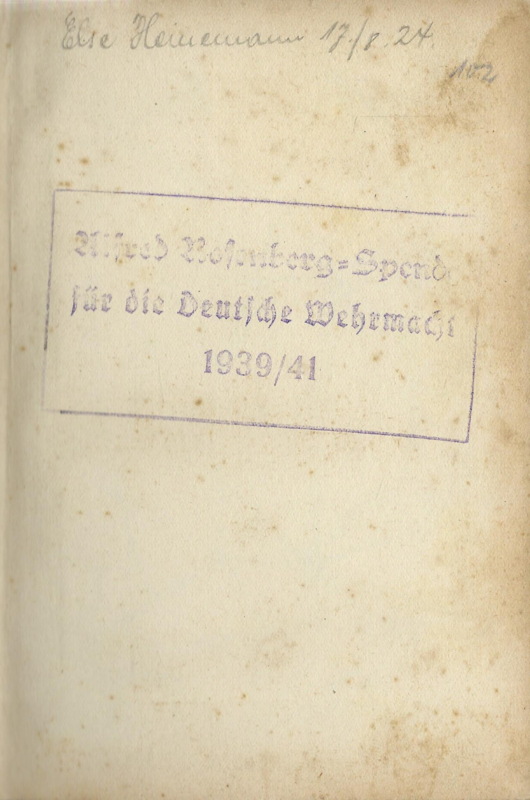 Else Heinemann 17/8.24
102
Alfred Rosenberg=Spende
für die Deutsche Wehrmacht
1939/41